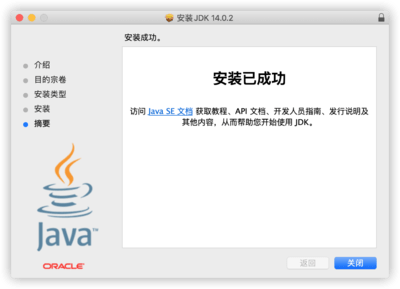 安装 JDK 14.0.2
安装成功。
介绍
目的宗卷
安装类型
安装
摘要
安装已成功
访问 Java SE 文档 获取教程、API 文档、开发人员指南、发行说明及
其他内容，从而帮助您开始使用 JDK。
Java™
ORACLE
返回
关闭